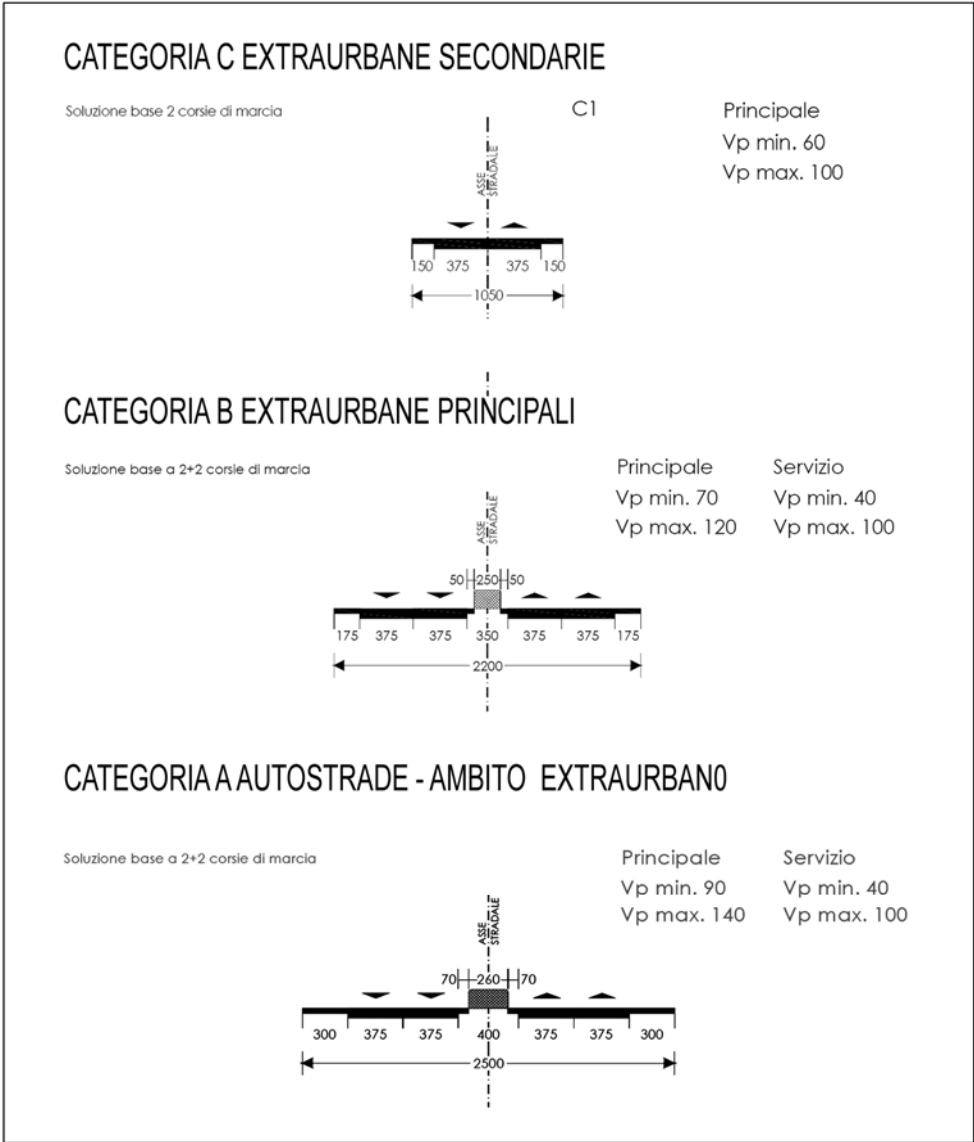 CATEGORIA C EXTRAURBANE SECONDARIE
Soluzione base 2 corsie di marcia
C1
Principale
Vp min. 60
Vp max. 100
ASSE
STRADALE
150 375 375 150
1050
CATEGORIA B EXTRAURBANE PRINCIPALI
Soluzione base a 2+2 corsie di marcia
Principale Servizio
Vp min. 70 Vp min. 40
Vp max. 120 Vp max. 100
ASSE
STRADALE
50 250 50
175 375 375 350 375 375 175
2200
CATEGORIA A AUTOSTRADE - AMBITO EXTRAURBAN0
Soluzione base a 2+2 corsie di marcia
Principale Servizio
Vp min. 90 Vp min. 40
Vp max. 140 Vp max. 100
ASSE
STRADALE
70 260 70
300 375 375 400 375 375 300
2500